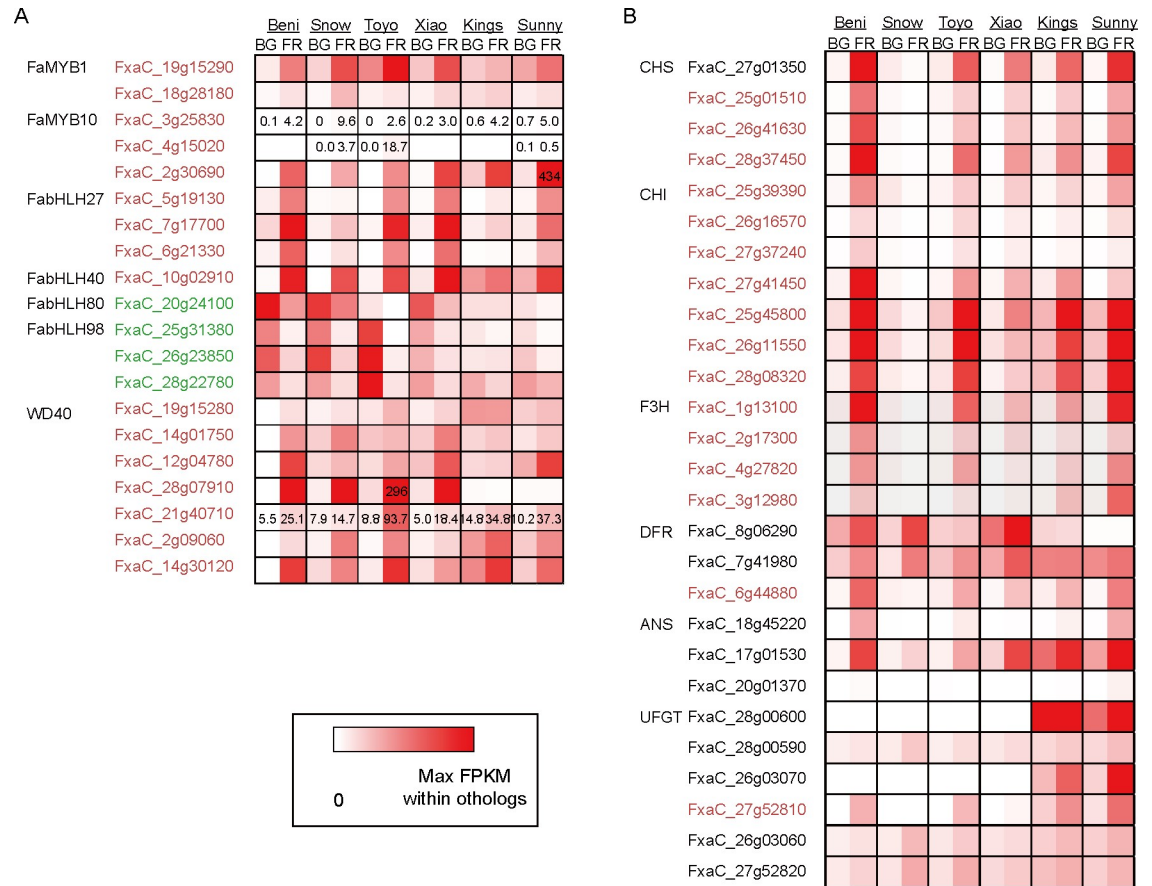 A
Beni Snow Toyo Xiao Kings Sunny
BG FR BG FR BG FR BG FR BG FR BG FR
FaMYB1 FxaC_19g15290
FxaC_18g28180
FaMYB10 FxaC_3g25830 0.1 4.2 0 9.6 0 2.6 0.2 3.0 0.6 4.2 0.7 5.0
FxaC_4g15020 0.0 3.7 0.0 18.7 0.1 0.5
FxaC_2g30690 434
FabHLH27 FxaC_5g19130
FxaC_7g17700
FxaC_6g21330
FabHLH40 FxaC_10g02910
FabHLH80 FxaC_20g24100
FabHLH98 FxaC_25g31380
FxaC_26g23850
FxaC_28g22780
WD40 FxaC_19g15280
FxaC_14g01750
FxaC_12g04780
FxaC_28g07910 296
FxaC_21g40710 5.5 25.1 7.9 14.7 8.8 93.7 5.0 18.4 14.8 34.8 10.2 37.3
FxaC_2g09060
FxaC_14g30120
0
Max FPKM
within othologs
B
Beni Snow Toyo Xiao Kings Sunny
BG FR BG FR BG FR BG FR BG FR BG FR
CHS FxaC_27g01350
FxaC_25g01510
FxaC_26g41630
FxaC_28g37450
CHI FxaC_25g39390
FxaC_26g16570
FxaC_27g37240
FxaC_27g41450
FxaC_25g45800
FxaC_26g11550
FxaC_28g08320
F3H FxaC_1g13100
FxaC_2g17300
FxaC_4g27820
FxaC_3g12980
DFR FxaC_8g06290
FxaC_7g41980
FxaC_6g44880
ANS FxaC_18g45220
FxaC_17g01530
FxaC_20g01370
UFGT FxaC_28g00600
FxaC_28g00590
FxaC_26g03070
FxaC_27g52810
FxaC_26g03060
FxaC_27g52820